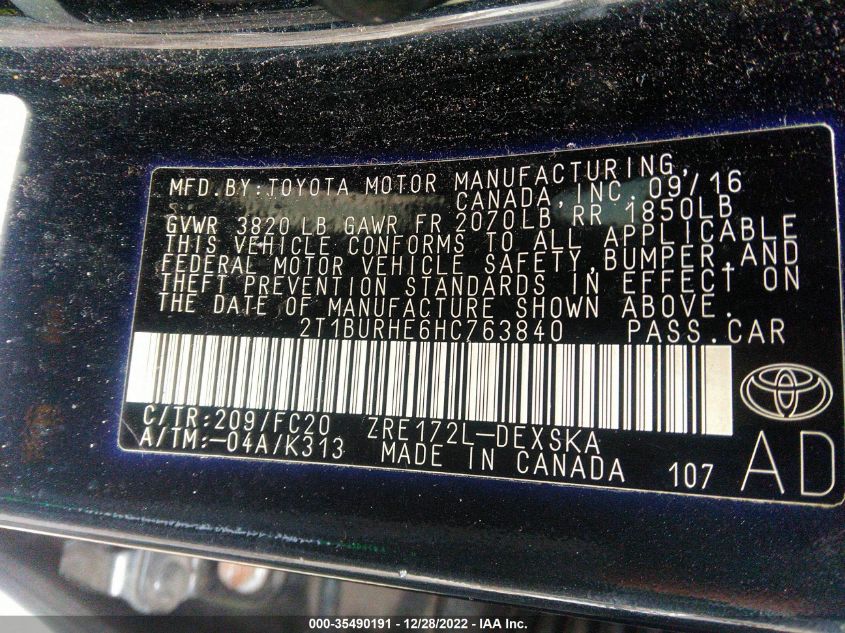 MFD.BY:TOYOTA MOTOR MANUFACTURING,
CANADA,INC. 09/16
GVWR 3820 LB GAWR FR 2070LB,RR 1850LB
THIS VEHICLE CONFORMS TO ALL APPLICABLE
FEDERAL MOTOR VEHICLE SAFETY,BUMPER,AND
THEFT PREVENTION STANDARDS IN EFFECT ON
THE DATE OF MANUFACTURE SHOWN ABOVE.
2T1BURHE6HC763840 PASS.CAR
C/TR:209/FC20 ZRE172L-DEXSKA
A/TM:-04A/K313 MADE IN CANADA 107
AD
000-35490191 - 12/28/2022 - IAA Inc.